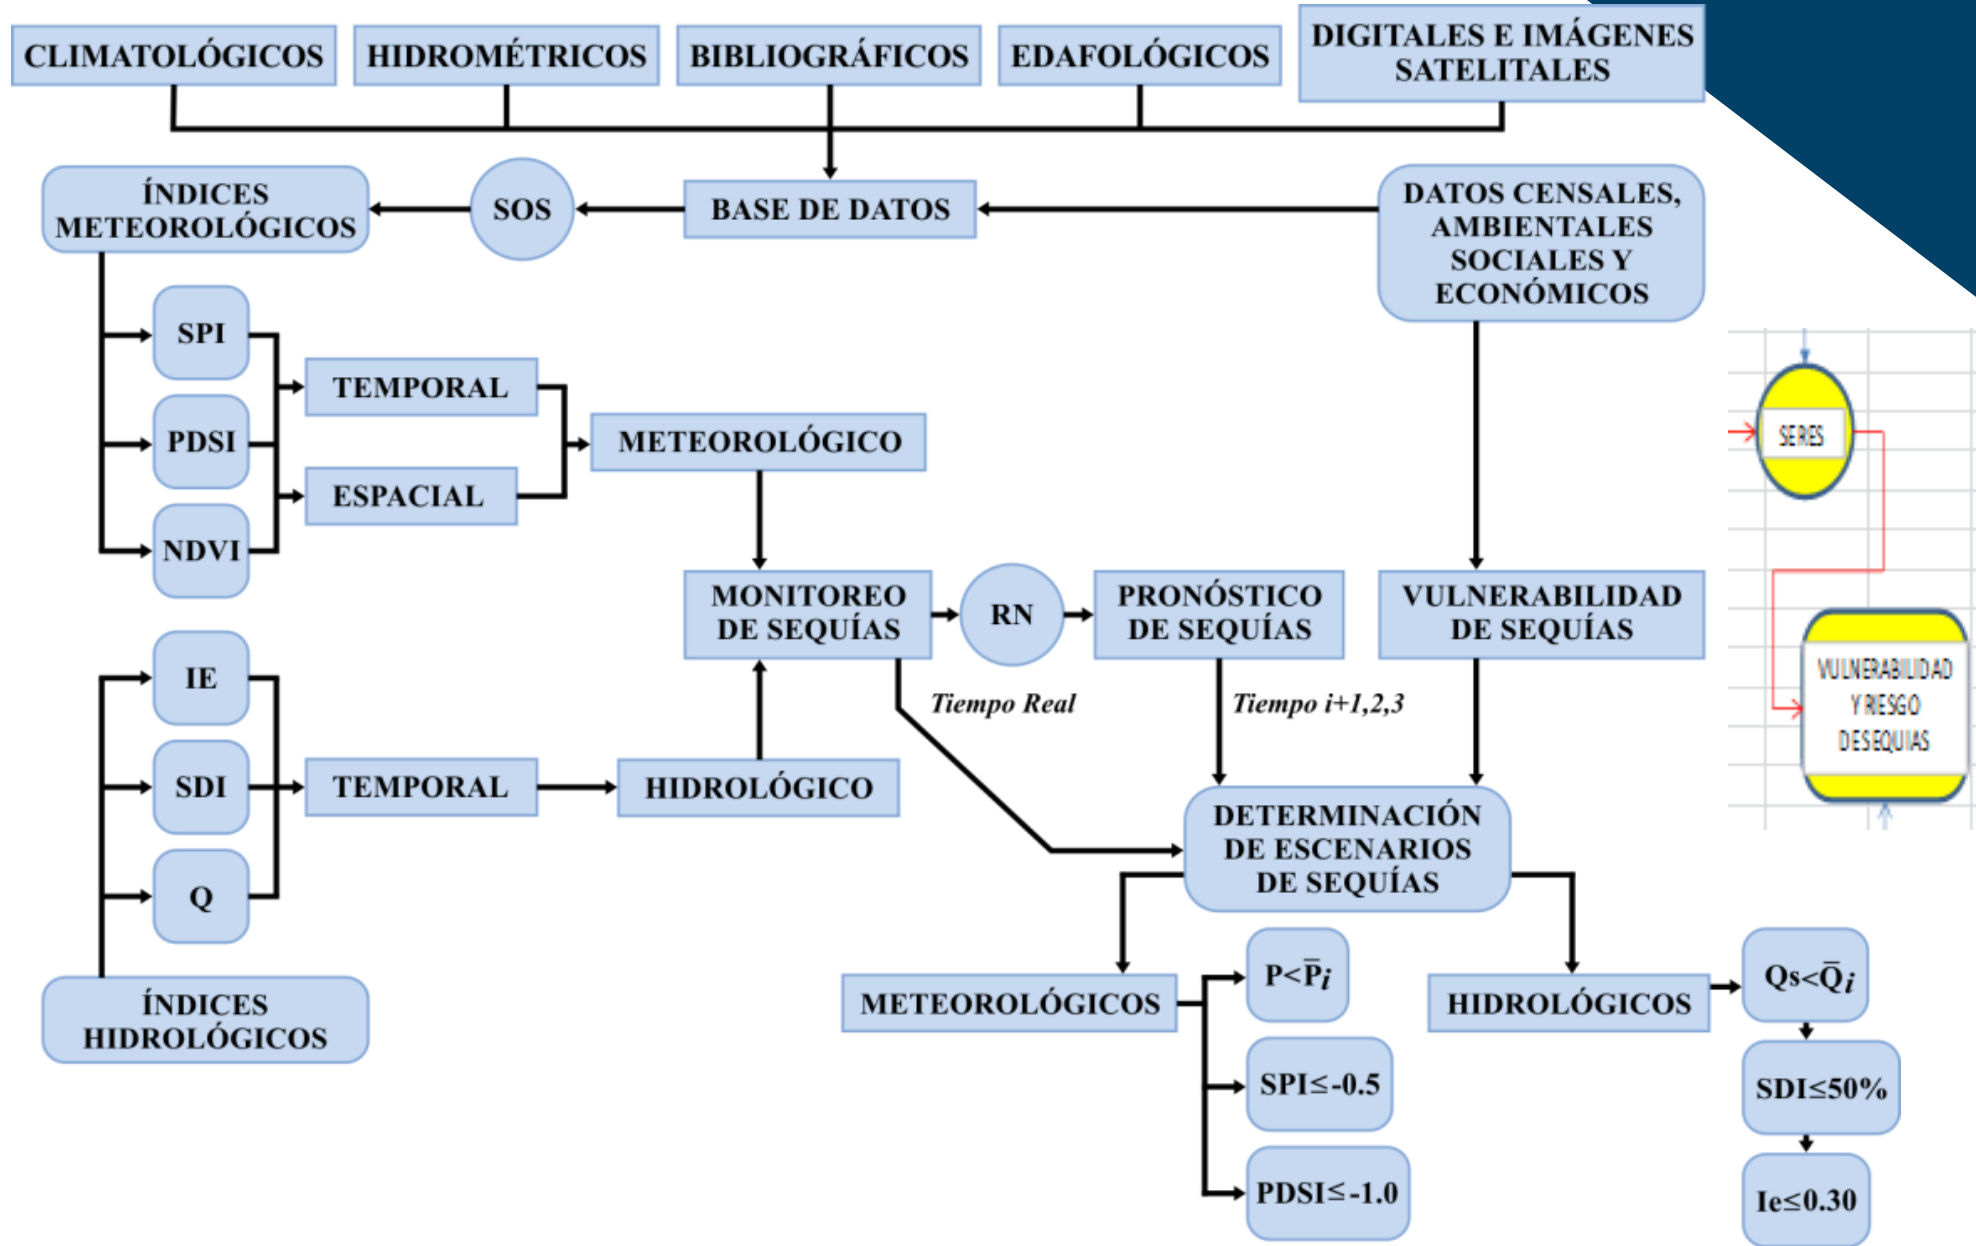 CLIMATOLÓGICOS
HIDROMÉTRICOS
BIBLIOGRÁFICOS
EDAFOLÓGICOS
DIGITALES E IMÁGENES
SATELITALES
ÍNDICES
METEOROLÓGICOS
SOS
BASE DE DATOS
DATOS CENSALES,
AMBIENTALES
SOCIALES Y
ECONÓMICOS
SPI
PDSI
NDVI
TEMPORAL
ESPACIAL
METEOROLÓGICO
SERES
MONITOREO
DE SEQUÍAS
RN
PRONÓSTICO
DE SEQUÍAS
VULNERABILIDAD
DE SEQUÍAS
VULNERABILIDAD
Y RIESGO
DE SEQUIAS
Tiempo Real
Tiempo i+1,2,3
IE
SDI
Q
TEMPORAL
HIDROLÓGICO
DETERMINACIÓN
DE ESCENARIOS
DE SEQUÍAS
ÍNDICES
HIDROLÓGICOS
METEOROLÓGICOS
P<P̅i
SPI≤-0.5
PDSI≤-1.0
HIDROLÓGICOS
Qs<Q̅i
SDI≤50%
Ie≤0.30